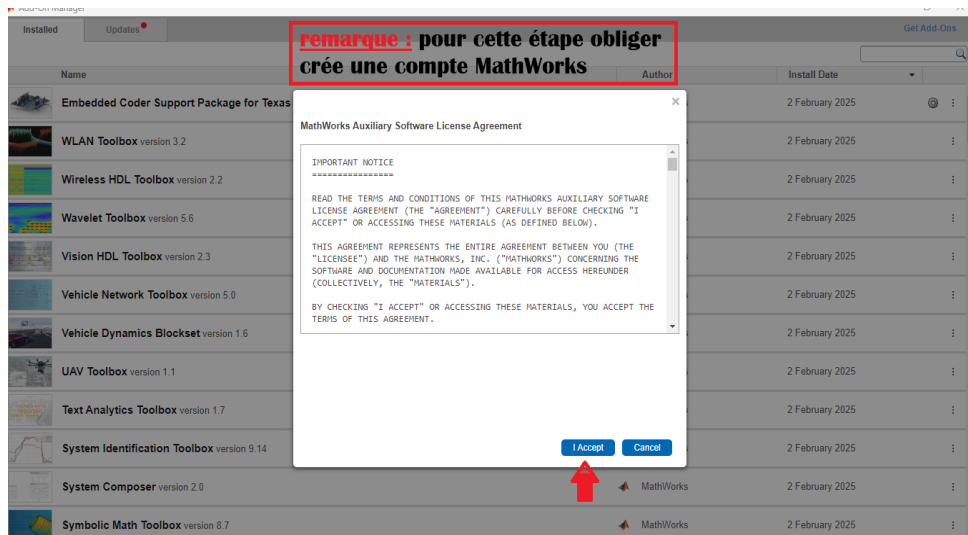 Add-On Manager
Installed
Updates
Get Add-Ons
remarque : pour cette étape obliger
crée une compte MathWorks
Name
Author
Install Date
Embedded Coder Support Package for Texas
2 February 2025
WLAN Toolbox version 3.2
2 February 2025
Wireless HDL Toolbox version 2.2
2 February 2025
Wavelet Toolbox version 5.6
2 February 2025
Vision HDL Toolbox version 2.3
2 February 2025
Vehicle Network Toolbox version 5.0
2 February 2025
Vehicle Dynamics Blockset version 1.6
2 February 2025
UAV Toolbox version 1.1
2 February 2025
Text Analytics Toolbox version 1.7
2 February 2025
System Identification Toolbox version 9.14
2 February 2025
System Composer version 2.0
MathWorks
2 February 2025
Symbolic Math Toolbox version 8.7
MathWorks
2 February 2025
MathWorks Auxiliary Software License Agreement
IMPORTANT NOTICE
================
READ THE TERMS AND CONDITIONS OF THIS MATHWORKS AUXILIARY SOFTWARE
LICENSE AGREEMENT (THE "AGREEMENT") CAREFULLY BEFORE CHECKING "I
ACCEPT" OR ACCESSING THESE MATERIALS (AS DEFINED BELOW).
THIS AGREEMENT REPRESENTS THE ENTIRE AGREEMENT BETWEEN YOU (THE
"LICENSEE") AND THE MATHWORKS, INC. ("MATHWORKS") CONCERNING THE
SOFTWARE AND DOCUMENTATION MADE AVAILABLE FOR ACCESS HEREUNDER
(COLLECTIVELY, THE "MATERIALS").
BY CHECKING "I ACCEPT" OR ACCESSING THESE MATERIALS, YOU ACCEPT THE
TERMS OF THIS AGREEMENT.
I Accept
Cancel